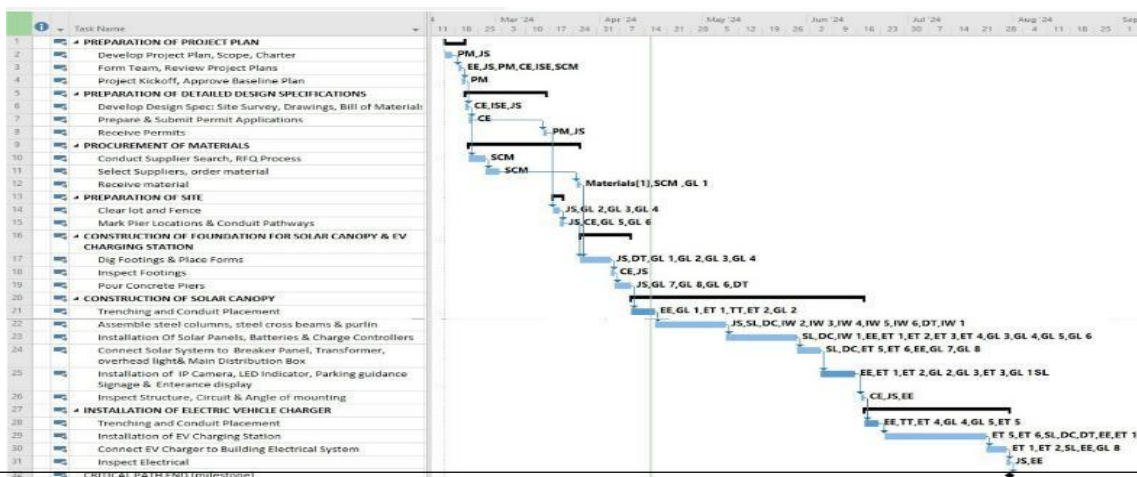 Mar '24 Apr '24 May '24 Jun '24 Jul '24 Aug '24
Task Name
11 18 25 3 10 17 24 31 7 14 21 28 5 12 19 26 2 9 16 23 30 7 14 21 28 4 11 18 25 1
1 PREPARATION OF PROJECT PLAN
2 Develop Project Plan, Scope, Charter PM,JS
3 Form Team, Review Project Plans EE,JS,PM,CE,ISE,SCM
4 Project Kickoff, Approve Baseline Plan PM
5 PREPARATION OF DETAILED DESIGN SPECIFICATIONS
6 Develop Design Spec: Site Survey, Drawings, Bill of Materials CE,ISE,JS
7 Prepare & Submit Permit Applications CE
8 Receive Permits PM,JS
9 PROCUREMENT OF MATERIALS
10 Conduct Supplier Search, RFQ Process SCM
11 Select Suppliers, order material SCM
12 Receive material Materials[1],SCM ,GL 1
13 PREPARATION OF SITE
14 Clear lot and Fence JS,GL 2,GL 3,GL 4
15 Mark Pier Locations & Conduit Pathways JS,CE,GL 5,GL 6
16 CONSTRUCTION OF FOUNDATION FOR SOLAR CANOPY & EV
CHARGING STATION
17 Dig Footings & Place Forms JS,DT,GL 1,GL 2,GL 3,GL 4
18 Inspect Footings CE,JS
19 Pour Concrete Piers JS,GL 7,GL 8,GL 6,DT
20 CONSTRUCTION OF SOLAR CANOPY
21 Trenching and Conduit Placement EE,GL 1,ET 1,TT,ET 2,GL 2
22 Assemble steel columns, steel cross beams & purlin JS,SL,DC,IW 2,IW 3,IW 4,IW 5,IW 6,DT,IW 1
23 Installation Of Solar Panels, Batteries & Charge Controllers SL,DC,IW 1,EE,ET 1,ET 2,ET 3,ET 4,GL 3,GL 4,GL 5,GL 6
24 Connect Solar System to Breaker Panel, Transformer, SL,DC,ET 5,ET 6,EE,GL 7,GL 8
overhead light& Main Distribution Box
25 Installation of IP Camera, LED Indicator, Parking guidance EE,ET 1,ET 2,GL 2,GL 3,ET 3,GL 1SL
Signage & Enterance display
26 Inspect Structure, Circuit & Angle of mounting CE,JS,EE
27 INSTALLATION OF ELECTRIC VEHICLE CHARGER
28 Trenching and Conduit Placement EE,TT,ET 4,GL 4,GL 5,ET 5
29 Installation of EV Charging Station ET 5,ET 6,SL,DC,DT,EE,ET 1
30 Connect EV Charger to Building Electrical System ET 1,ET 2,SL,EE,GL 8
31 Inspect Electrical JS,EE
32 CRITICAL PATH END (milestone)